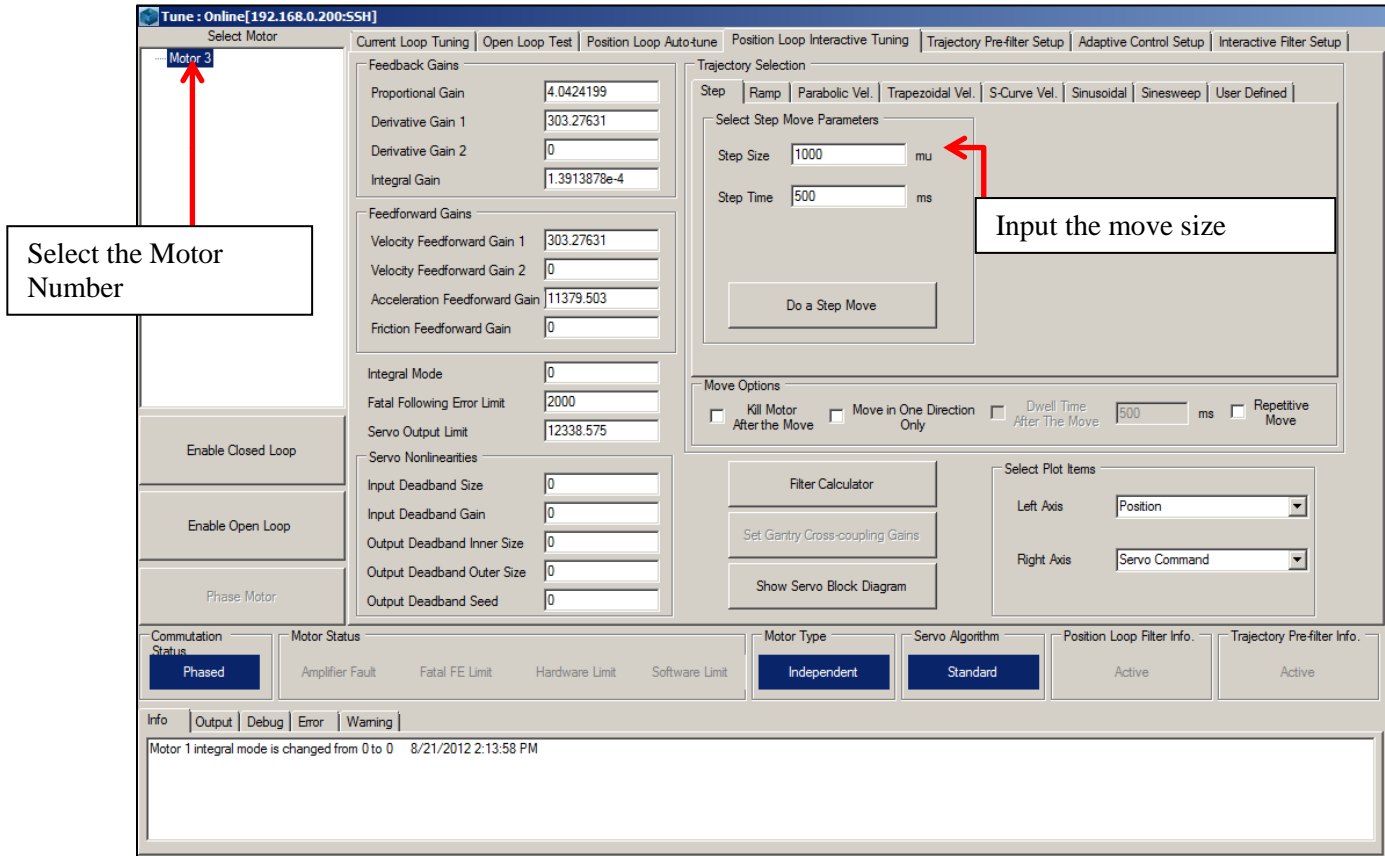 Tune : Online[192.168.0.200:SSH]
Select Motor
Motor 3
Select the Motor
Number
Enable Closed Loop
Enable Open Loop
Phase Motor
Current Loop Tuning
Open Loop Test
Position Loop Auto-tune
Position Loop Interactive Tuning
Trajectory Pre-filter Setup
Adaptive Control Setup
Interactive Filter Setup
Feedback Gains
Proportional Gain 4.0424199
Derivative Gain 1 303.27631
Derivative Gain 2 0
Integral Gain 1.3913878e-4
Feedforward Gains
Velocity Feedforward Gain 1 303.27631
Velocity Feedforward Gain 2 0
Acceleration Feedforward Gain 11379.503
Friction Feedforward Gain 0
Integral Mode 0
Fatal Following Error Limit 2000
Servo Output Limit 12338.575
Servo Nonlinearities
Input Deadband Size 0
Input Deadband Gain 0
Output Deadband Inner Size 0
Output Deadband Outer Size 0
Output Deadband Seed 0
Trajectory Selection
Step
Ramp
Parabolic Vel.
Trapezoidal Vel.
S-Curve Vel.
Sinusoidal
Sinesweep
User Defined
Select Step Move Parameters
Step Size 1000 mu
Step Time 500 ms
Do a Step Move
Input the move size
Move Options
Kill Motor
After the Move
Move in One Direction
Only
Dwell Time
After The Move
500 ms
Repetitive
Move
Filter Calculator
Set Gantry Cross-coupling Gains
Show Servo Block Diagram
Select Plot Items
Left Axis Position
Right Axis Servo Command
Commutation
Status
Phased
Motor Status
Amplifier Fault
Fatal FE Limit
Hardware Limit
Software Limit
Motor Type
Independent
Servo Algorithm
Standard
Position Loop Filter Info.
Active
Trajectory Pre-filter Info.
Active
Info
Output
Debug
Error
Warning
Motor 1 integral mode is changed from 0 to 0 8/21/2012 2:13:58 PM